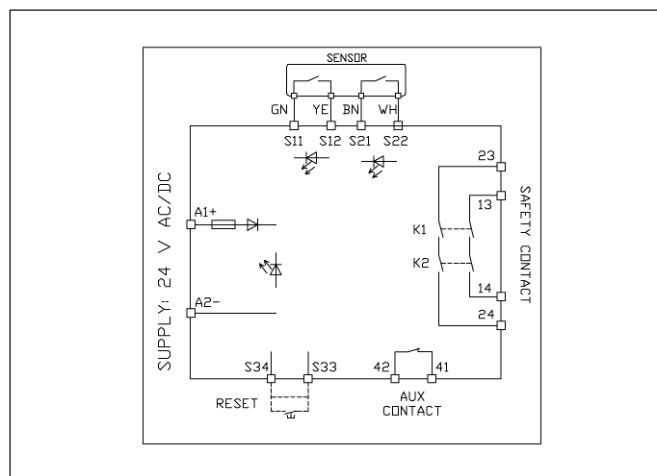 SENSOR
GN YE BN WH
S11 S12 S21 S22
23
13
A1+
K1
K2
14
24
A2-
SUPPLY: 24 V AC/DC
SAFETY CONTACT
S34 S33 42 41
RESET
AUX
CONTACT